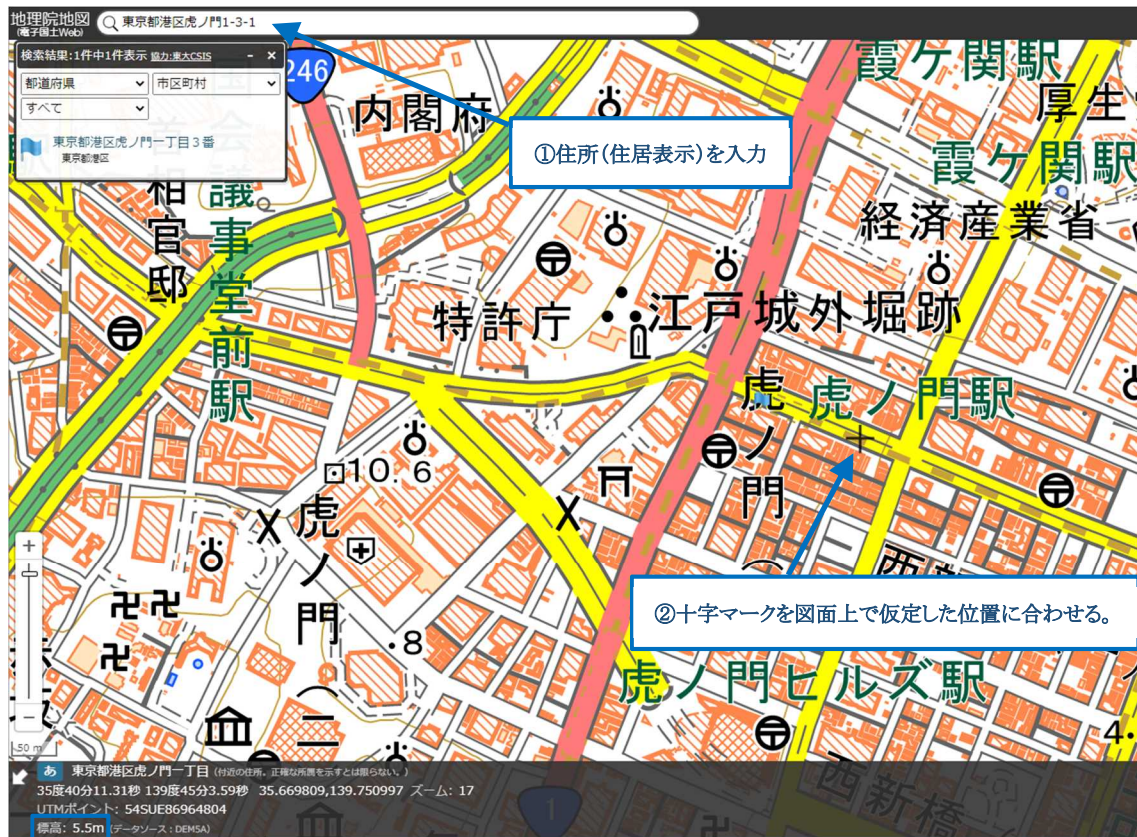 地理院地図
(電子国土Web)
東京都港区虎ノ門1-3-1
検索結果:1件中1件表示 協力:東大CSIS
都道府県
市区町村
すべて
東京都港区虎ノ門一丁目3番
東京都港区
246
内閣府
霞ケ関駅
厚生
①住所(住居表示)を入力
霞ケ関駅
経済産業省
相官邸
議事堂前駅
特許庁
江戸城外堀跡
虎ノ門
虎ノ門駅
10.6
虎ノ門(二
・8
②十字マークを図面上で仮定した位置に合わせる。
虎ノ門ヒルズ駅
西新橋
4.
50 m
1
あ 東京都港区虎ノ門一丁目 (付近の住所。正確な所属を示すとは限らない。)
35度40分11.31秒 139度45分3.59秒 35.669809,139.750997 ズーム: 17
UTMポイント: 54SUE86964804
標高: 5.5m (データソース:DEM5A)